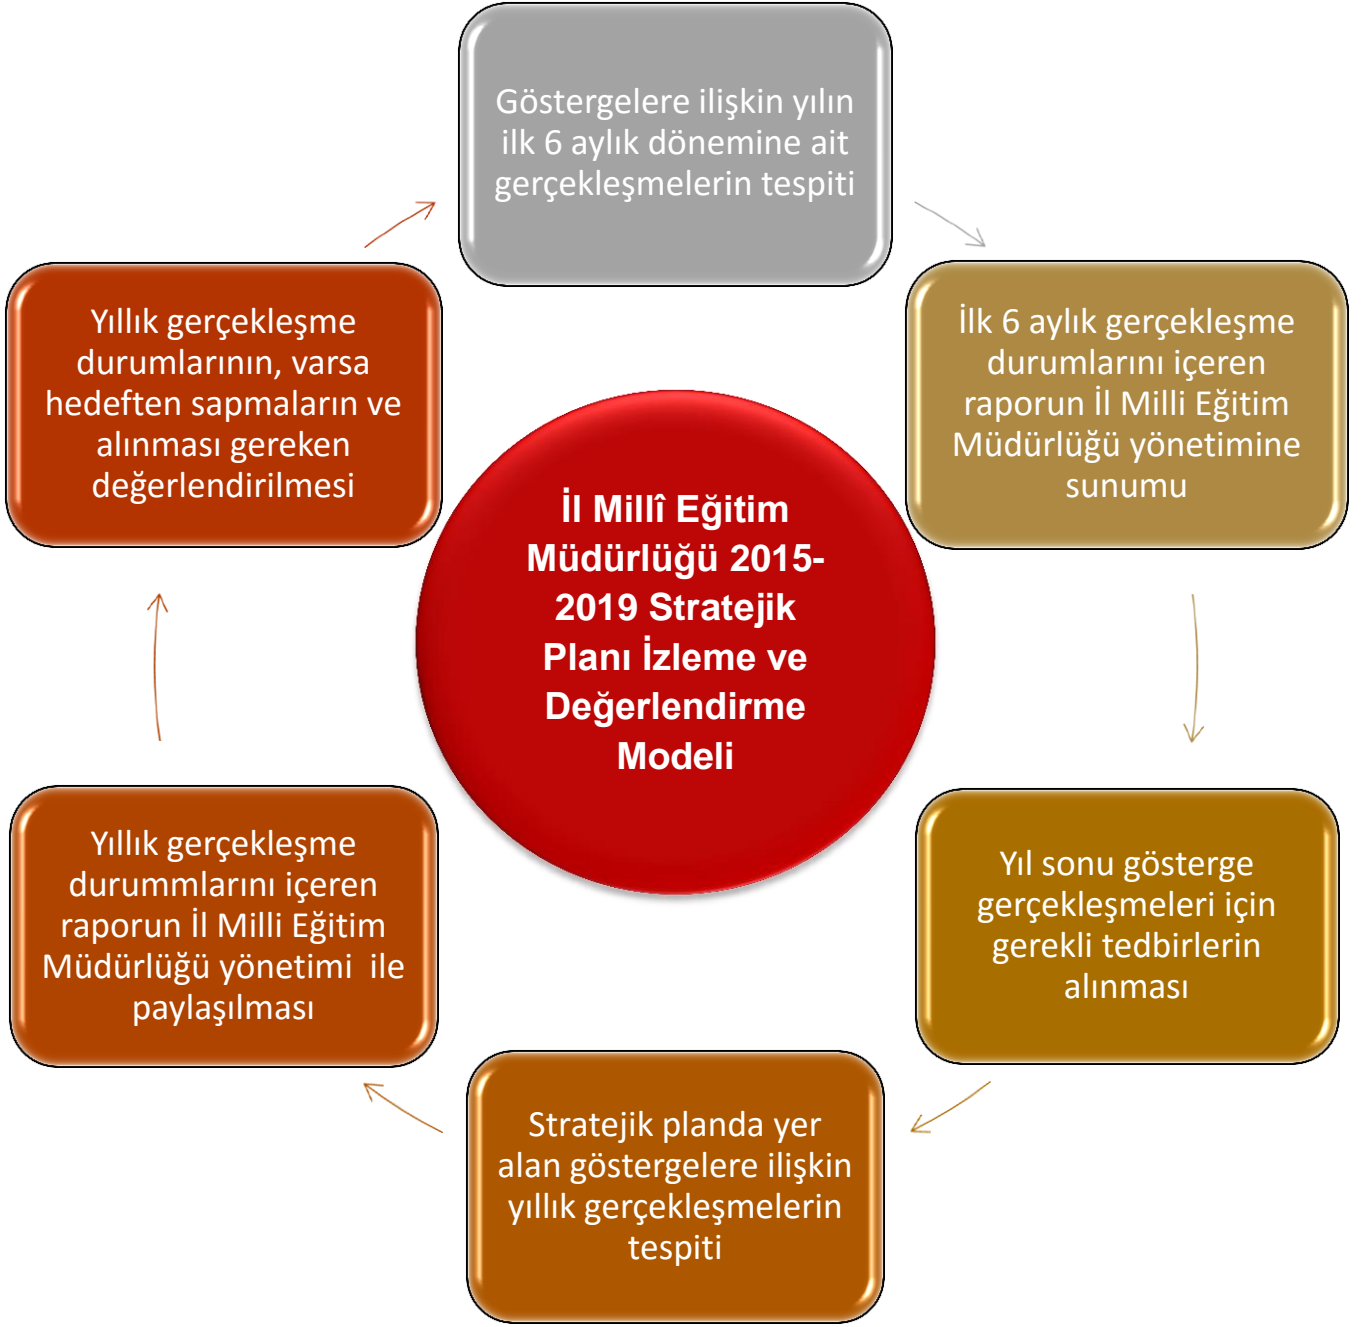 Göstergelere ilişkin yılın
ilk 6 aylık dönemine ait
gerçekleşmelerin tespiti
İlk 6 aylık gerçekleşme
durumlarını içeren
raporun İl Milli Eğitim
Müdürlüğü yönetimine
sunumu
Yıl sonu gösterge
gerçekleşmeleri için
gerekli tedbirlerin
alınması
Stratejik planda yer
alan göstergelere ilişkin
yıllık gerçekleşmelerin
tespiti
Yıllık gerçekleşme
durummlarını içeren
raporun İl Milli Eğitim
Müdürlüğü yönetimi  ile
paylaşılması
Yıllık gerçekleşme
durumlarının, varsa
hedeften sapmaların ve
alınması gereken
değerlendirilmesi
İl Millî Eğitim
Müdürlüğü 2015-
2019 Stratejik
Planı İzleme ve
Değerlendirme
Modeli